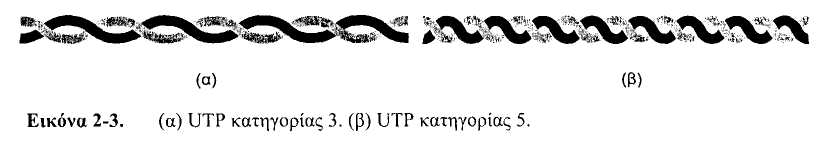 (α) (β)
Εικόνα 2-3. (α) UTP κατηγορίας 3. (β) UTP κατηγορίας 5.